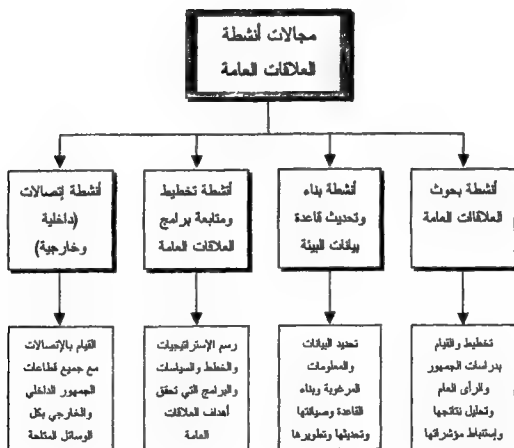 مجالات أنشطة
العلاقات العامة
أنشطة بحوث
العلاقات العامة
أنشطة بناء
وتحديث قاعدة
بيانات البيئة
أنشطة تخطيط
ومتابعة برامج
العلاقات العامة
أنشطة إتصالات
(داخلية
وخارجية)
تخطيط والقيام
بدراسات الجمهور
والرأى العام
وتحليل نتائجها
وإستنباط مؤشراتها
تحديد البيانات
والمعلومات
المرغوبة وبناء
القاعدة وصيانتها
وتحديثها وتطويرها
رسم الإستراتيجيات
والخطط والسياسات
والبرامج التي تحقق
أهداف العلاقات
العامة
القيام بالإتصالات
مع جميع قطاعات
الجمهور الداخلي
والخارجي بكل
الوسائل المتاحة